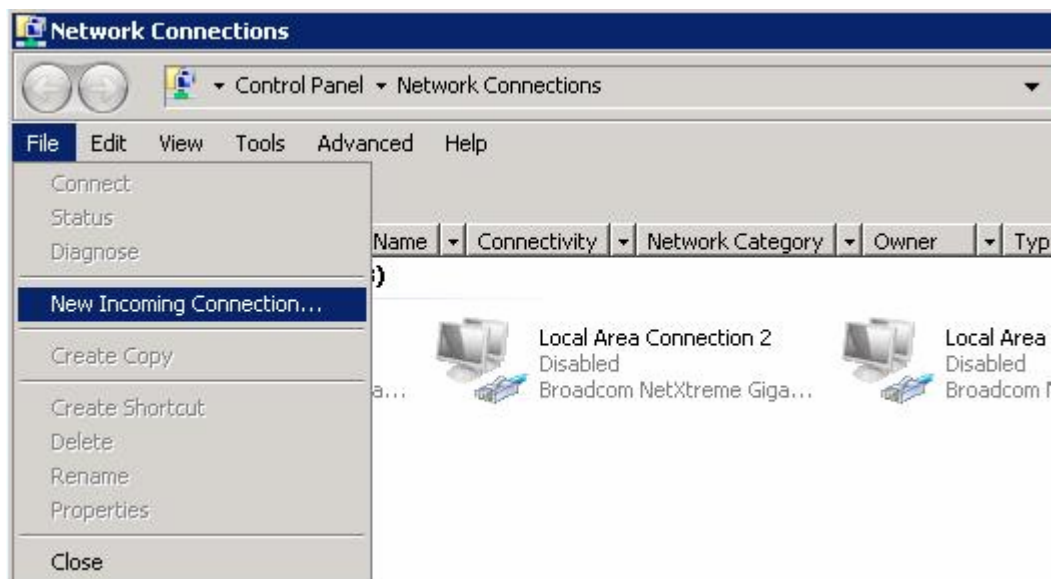 Network Connections
Control Panel Network Connections
File Edit View Tools Advanced Help
Connect
Status
Diagnose
Name Connectivity Network Category Owner Typ
New Incoming Connection...
Create Copy
Create Shortcut
Delete
Rename
Properties
Close
Local Area Connection 2
Disabled
Broadcom NetXtreme Giga...
Local Area
Disabled
Broadcom